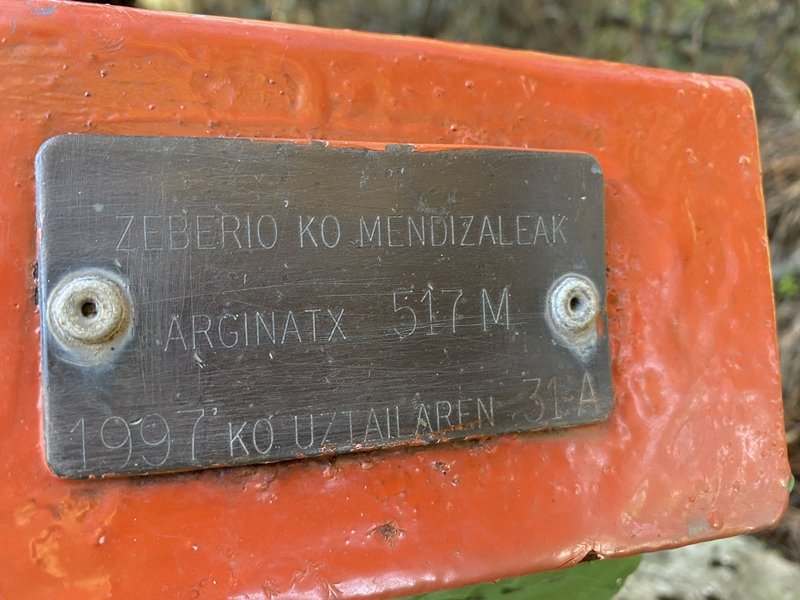 ZEBERIO KO MENDIZALEAK
ARGINATX 517 M
1997' KO UZTAILAREN 31'A